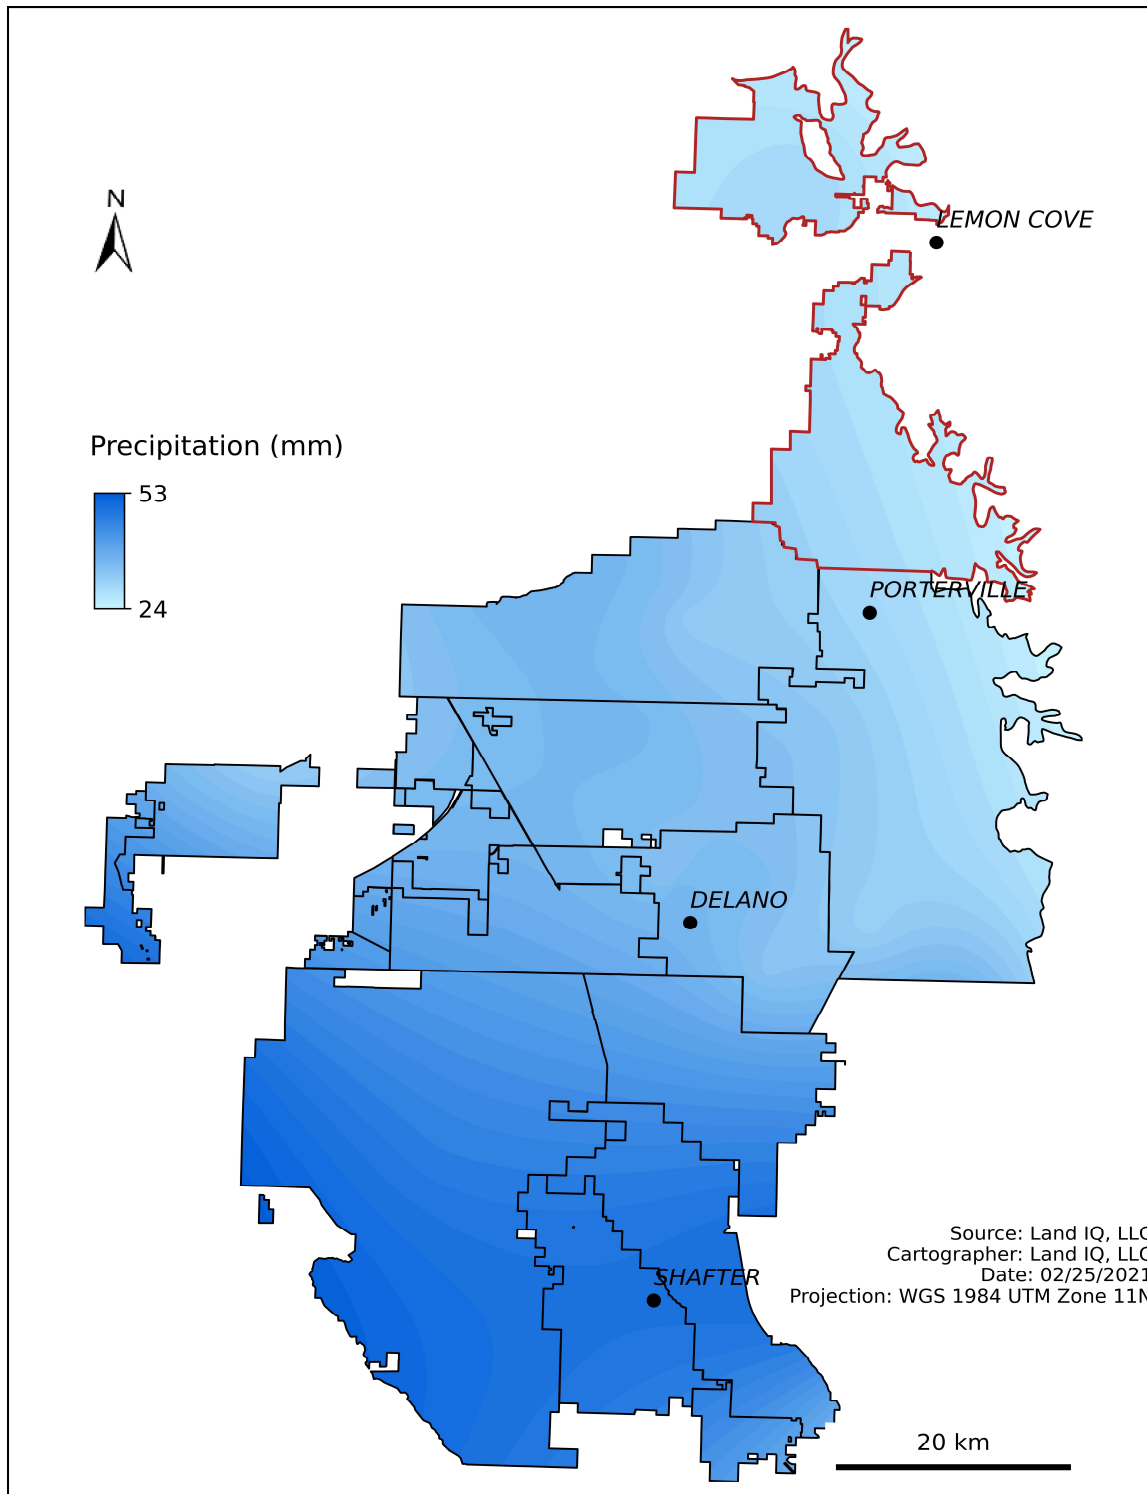 N
LEMON COVE
Precipitation (mm)
53
24
PORTERVILLE
DELANO
SHAFTER
Source: Land IQ, LLC
Cartographer: Land IQ, LLC
Date: 02/25/2021
Projection: WGS 1984 UTM Zone 11N
20 km